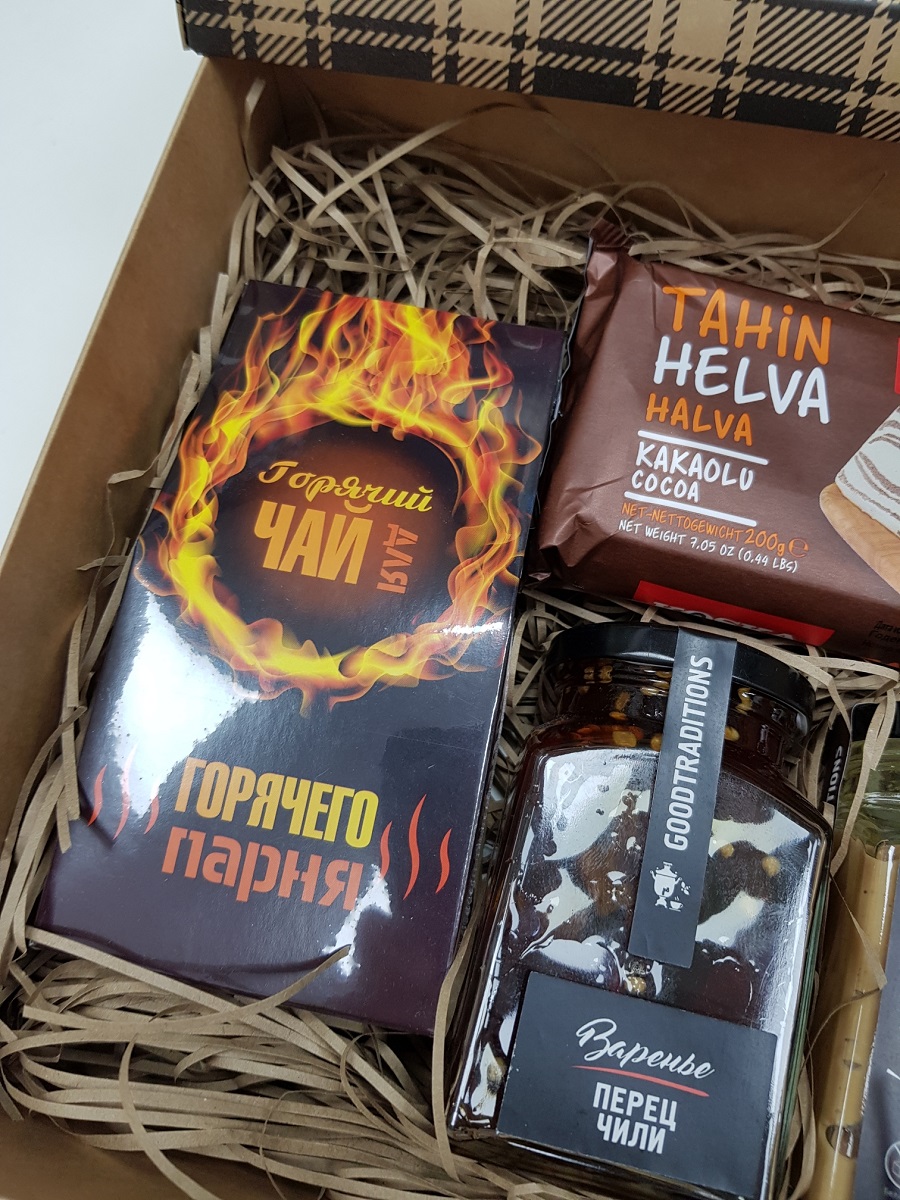 Горячий
ЧАЙ
ДЛЯ
ГОРЯЧЕГО
парня
TAHiN
HELVA
HALVA
KAKAOLU
COCOA
NET-NETTOGEWICHT 200g e
NET WEIGHT 7.05 OZ (0,44 LBS)
GOODTRADITIONS
Варенье
ПЕРЕЦ
ЧИЛИ